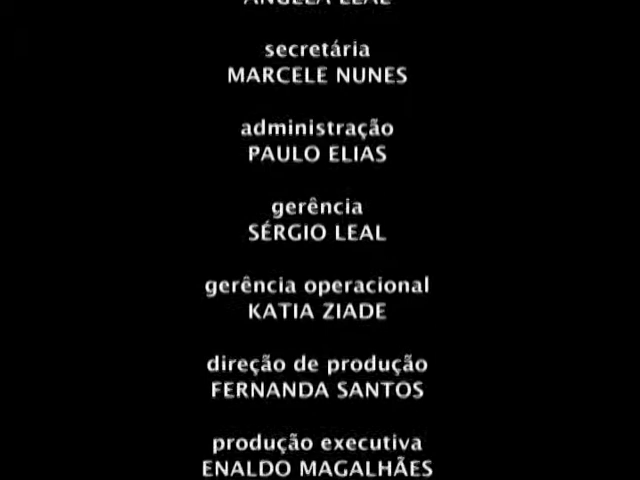 ANGELA LEAL
secretária
MARCELE NUNES
administração
PAULO ELIAS
gerência
SÉRGIO LEAL
gerência operacional
KATIA ZIADE
direção de produção
FERNANDA SANTOS
produção executiva
ENALDO MAGALHÃES